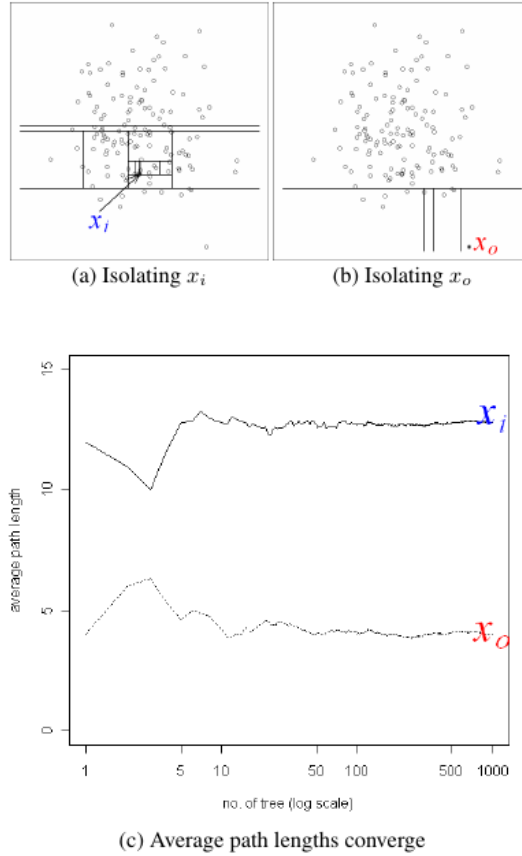 x_i
x_o
(a) Isolating x_i
(b) Isolating x_o
15
10
5
0
average path length
x_i
x_o
1 5 10 50 100 500 1000
no. of tree (log scale)
(c) Average path lengths converge